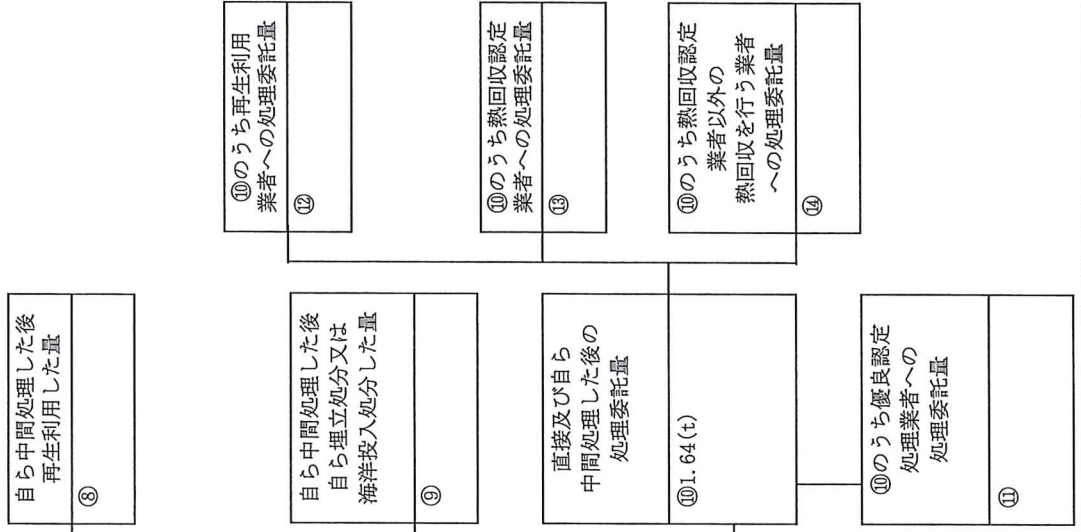 自ら中間処理した後
再生利用した量
⑧
自ら中間処理した後
自ら埋立処分又は
海洋投入処分した量
⑨
直接及び自ら
中間処理した後の
処理委託量
⑩1.64(t)
⑩のうち優良認定
処理業者への
処理委託量
⑪
⑩のうち再生利用
業者への処理委託量
⑫
⑩のうち熱回収認定
業者への処理委託量
⑬
⑩のうち熱回収認定
業者以外の
熱回収を行う業者
への処理委託量
⑭